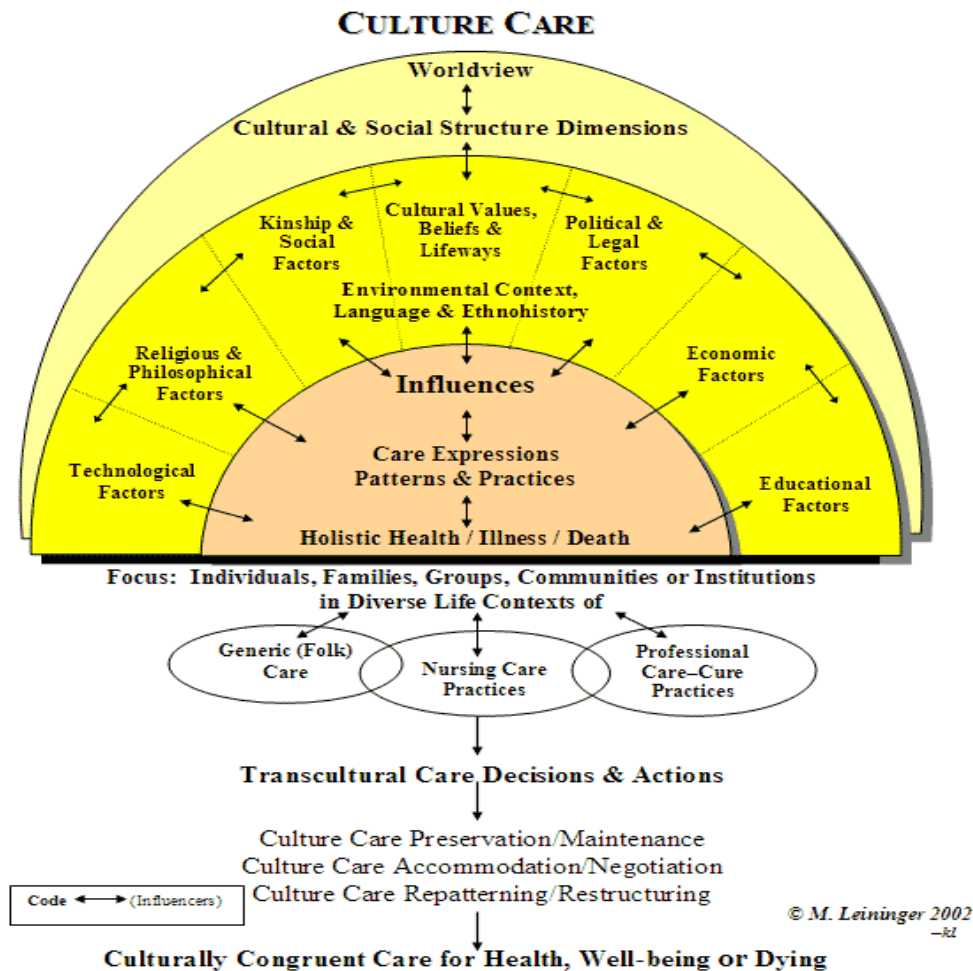 CULTURE CARE
Worldview
Cultural & Social Structure Dimensions
Kinship &
Social
Factors
Cultural Values,
Beliefs &
Lifeways
Political &
Legal
Factors
Environmental Context,
Language & Ethnohistory
Religious &
Philosophical
Factors
Economic
Factors
Technological
Factors
Educational
Factors
Influences
Care Expressions
Patterns & Practices
Holistic Health / Illness / Death
Focus: Individuals, Families, Groups, Communities or Institutions
in Diverse Life Contexts of
Generic (Folk)
Care
Nursing Care
Practices
Professional
Care–Cure
Practices
Transcultural Care Decisions & Actions
Culture Care Preservation/Maintenance
Culture Care Accommodation/Negotiation
Culture Care Repatterning/Restructuring
Code (Influencers)
© M. Leininger 2002
–kl
Culturally Congruent Care for Health, Well-being or Dying